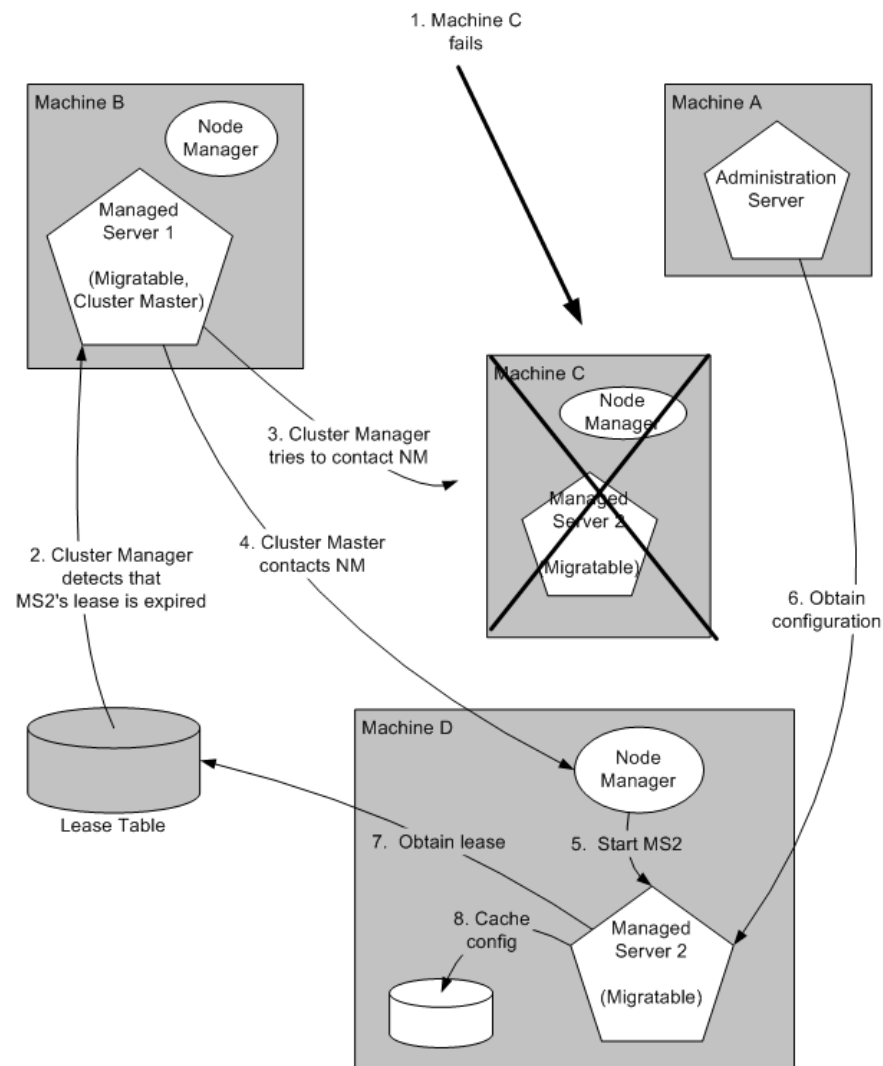 1. Machine C
fails
Machine B
Node
Manager
Managed
Server 1
(Migratable,
Cluster Master)
Machine A
Administration
Server
Machine C
Node
Manager
Managed
Server 2
(Migratable)
3. Cluster Manager
tries to contact NM
4. Cluster Master
contacts NM
2. Cluster Manager
detects that
MS2's lease is expired
6. Obtain
configuration
Lease Table
Machine D
Node
Manager
7. Obtain lease
5. Start MS2
8. Cache
config
Managed
Server 2
(Migratable)